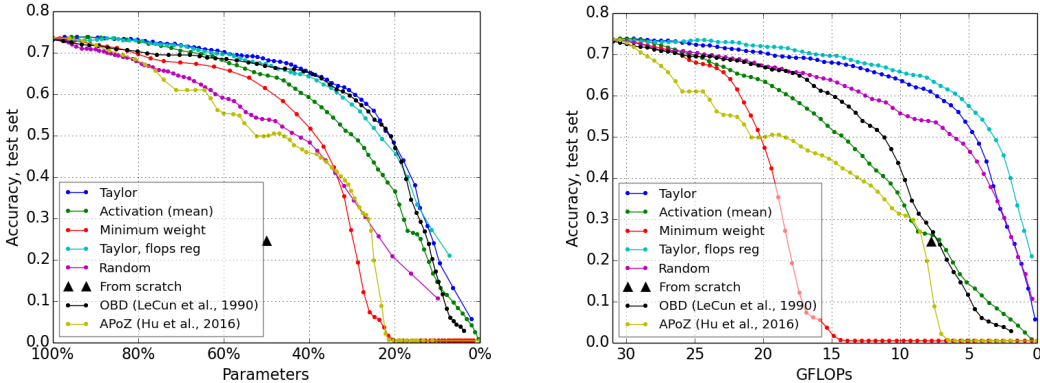 0.8
0.7
0.6
0.5
0.4
0.3
0.2
0.1
0.0
Accuracy, test set
Taylor
Activation (mean)
Minimum weight
Taylor, flops reg
Random
From scratch
OBD (LeCun et al., 1990)
APoZ (Hu et al., 2016)
100% 80% 60% 40% 20% 0%
Parameters
0.8
0.7
0.6
0.5
0.4
0.3
0.2
0.1
0.0
Accuracy, test set
Taylor
Activation (mean)
Minimum weight
Taylor, flops reg
Random
From scratch
OBD (LeCun et al., 1990)
APoZ (Hu et al., 2016)
30 25 20 15 10 5 0
GFLOPs